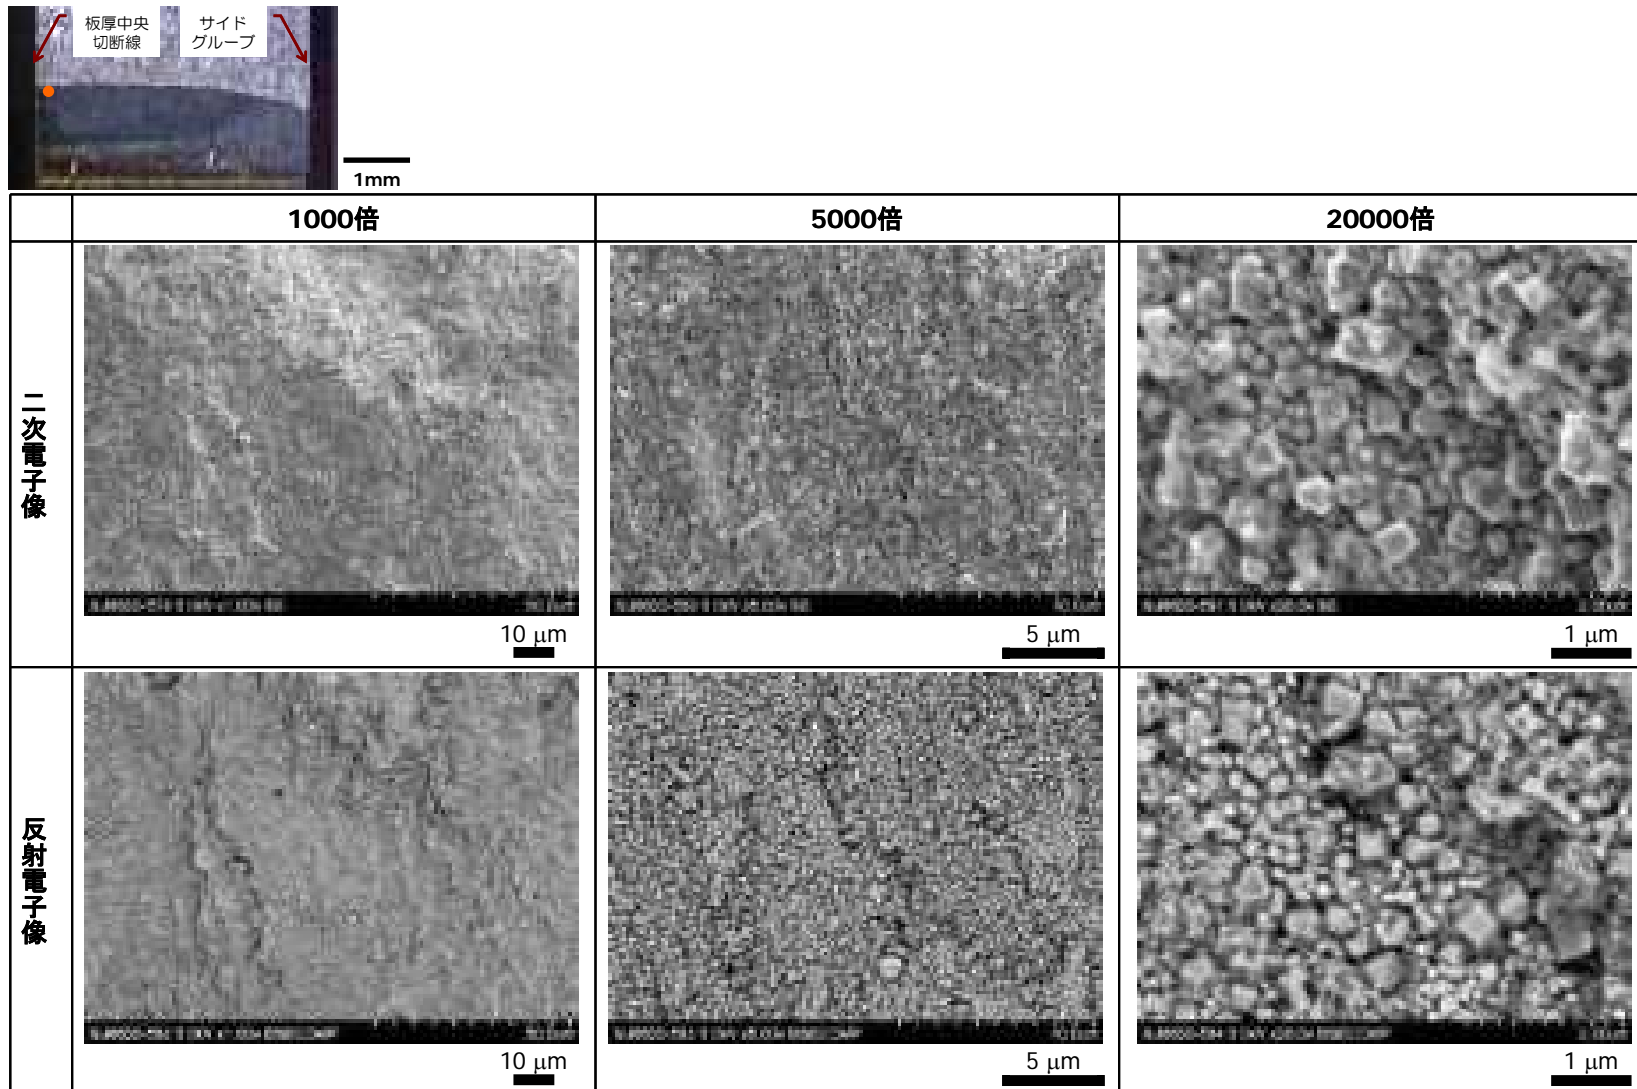 板厚中央
切断線
サイド
グルーブ
1mm
1000倍
5000倍
20000倍
二次電子像
10 μm
5 μm
1 μm
反射電子像
10 μm
5 μm
1 μm